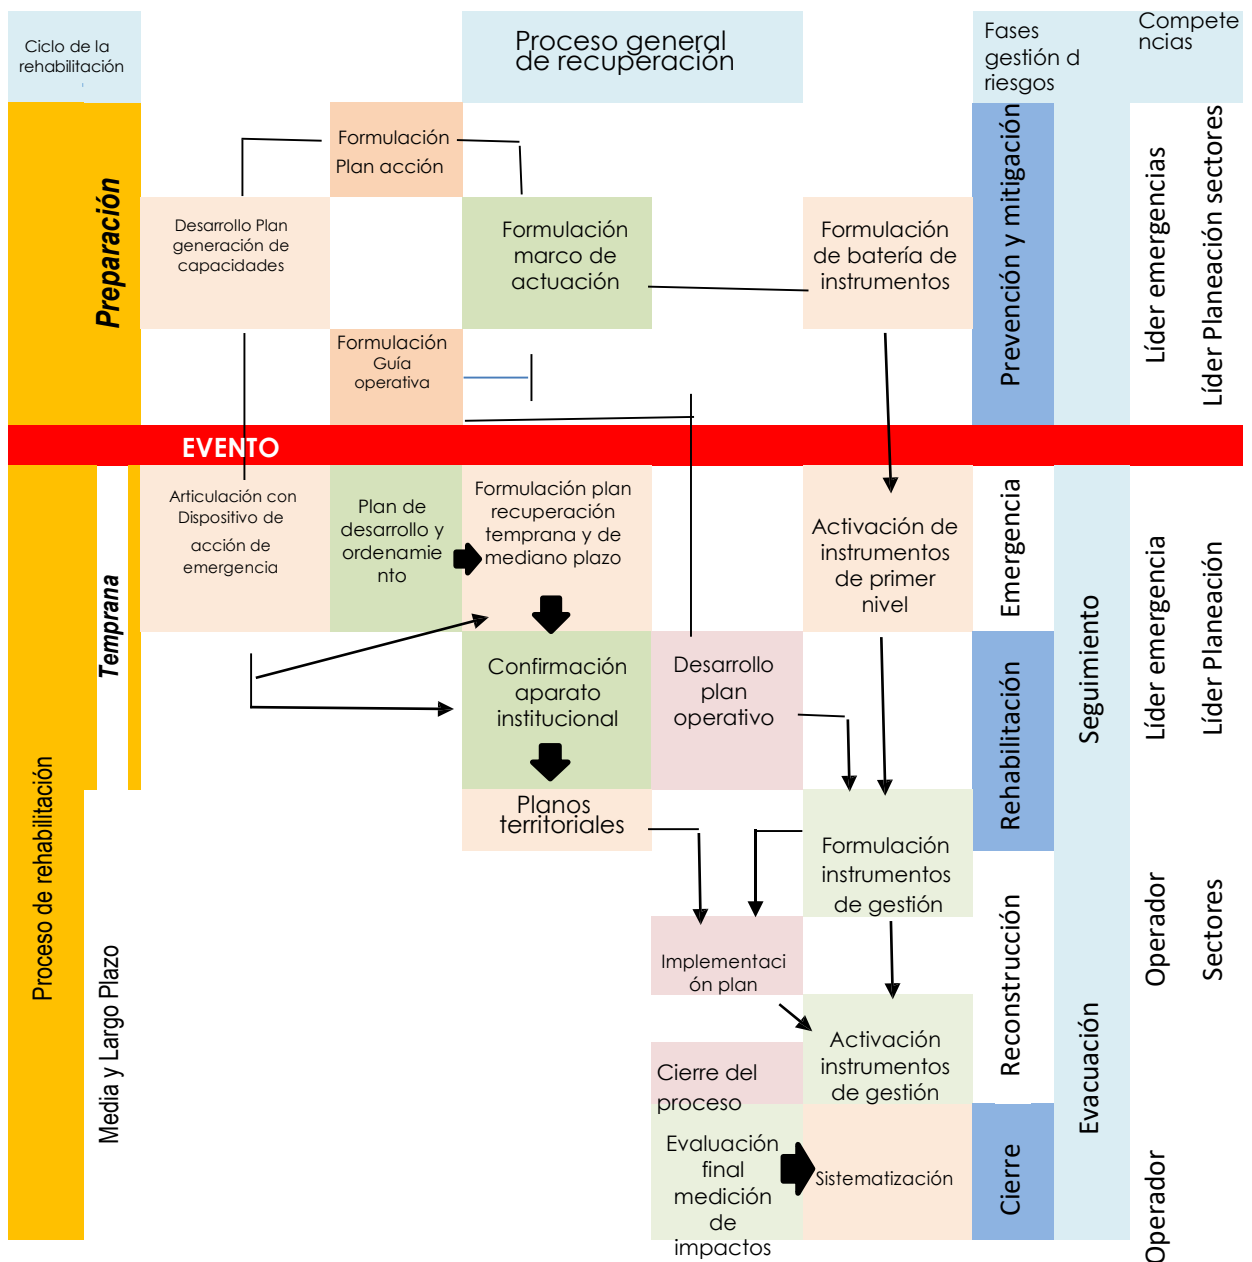 Ciclo de la
rehabilitación
Proceso general
de recuperación
Fases
gestión d
riesgos
Compete
ncias
Preparación
Formulación
Plan acción
Desarrollo Plan
generación de
capacidades
Formulación
marco de
actuación
Formulación
de batería de
instrumentos
Formulación
Guía
operativa
Prevención y mitigación
Líder emergencias
Líder Planeación sectores
EVENTO
Proceso de rehabilitación
Temprana
Articulación con
Dispositivo de
acción de
emergencia
Plan de
desarrollo y
ordenamie
nto
Formulación plan
recuperación
temprana y de
mediano plazo
Activación de
instrumentos
de primer
nivel
Emergencia
Seguimiento
Líder emergencia
Líder Planeación
Confirmación
aparato
institucional
Desarrollo
plan
operativo
Rehabilitación
Planos
territoriales
Formulación
instrumentos
de gestión
Media y Largo Plazo
Implementaci
ón plan
Reconstrucción
Operador
Sectores
Activación
instrumentos
de gestión
Cierre del
proceso
Evacuación
Evaluación
final
medición
de
impactos
Sistematización
Cierre
Operador